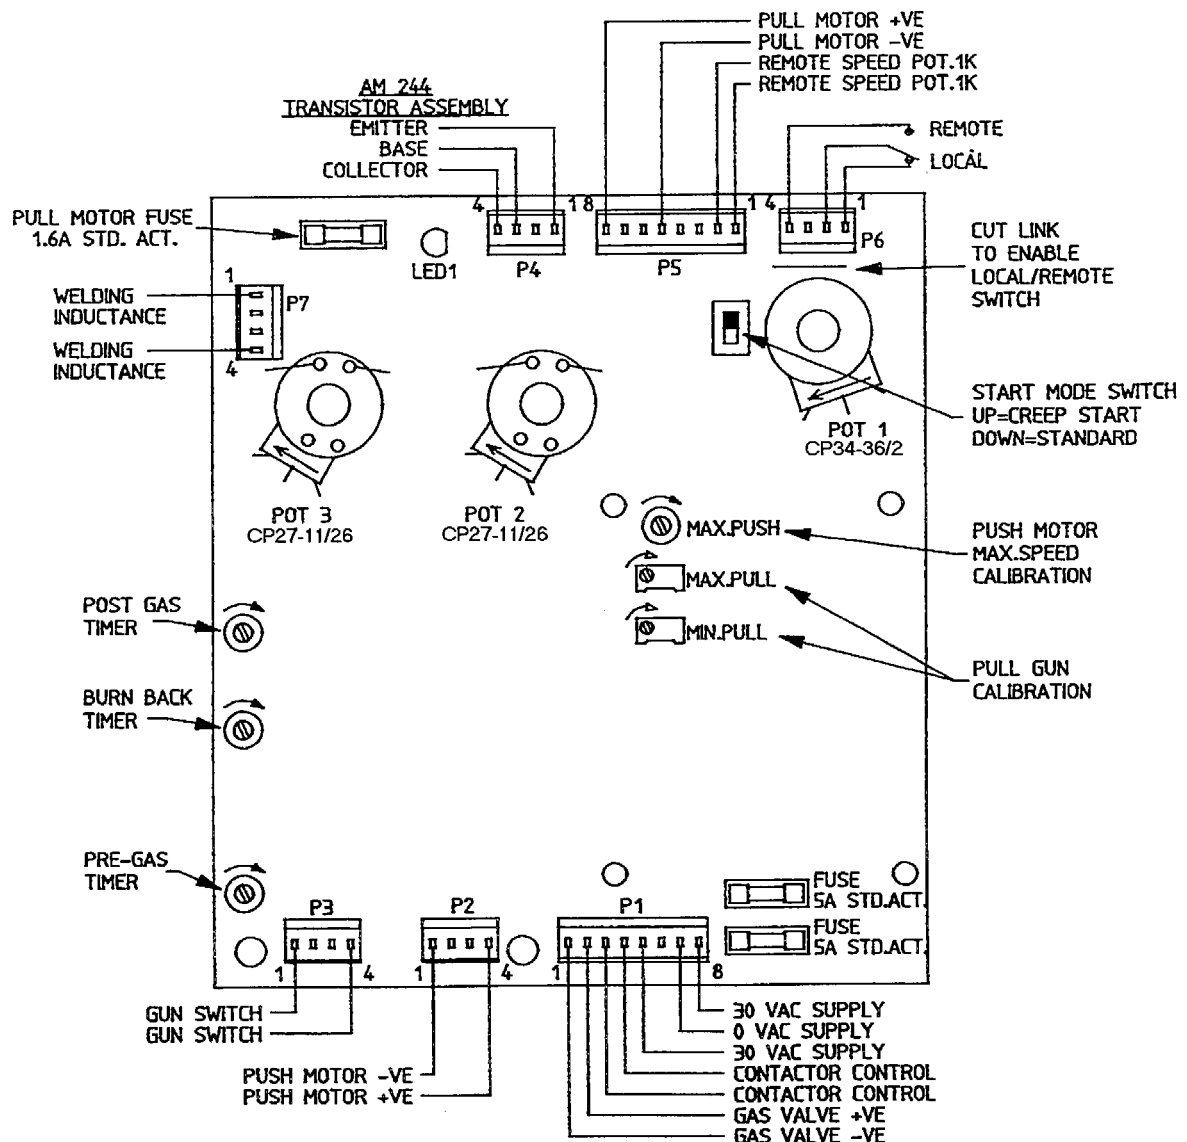 PULL MOTOR +VE
PULL MOTOR -VE
REMOTE SPEED POT.1K
REMOTE SPEED POT.1K
AM 244
TRANSISTOR ASSEMBLY
EMITTER
BASE
COLLECTOR
REMOTE
LOCAL
PULL MOTOR FUSE
1.6A STD. ACT.
LED1
4
1
P4
8
1
P5
4
1
P6
CUT LINK
TO ENABLE
LOCAL/REMOTE
SWITCH
1
P7
4
WELDING
INDUCTANCE
WELDING
INDUCTANCE
START MODE SWITCH
UP=CREEP START
DOWN=STANDARD
POT 1
CP34-36/2
POT 3
CP27-11/26
POT 2
CP27-11/26
MAX.PUSH
MAX.PULL
MIN.PULL
PUSH MOTOR
MAX.SPEED
CALIBRATION
PULL GUN
CALIBRATION
POST GAS
TIMER
BURN BACK
TIMER
PRE-GAS
TIMER
FUSE
5A STD.ACT.
FUSE
5A STD.ACT.
P3
1
4
P2
1
4
P1
1
8
GUN SWITCH
GUN SWITCH
PUSH MOTOR -VE
PUSH MOTOR +VE
30 VAC SUPPLY
0 VAC SUPPLY
30 VAC SUPPLY
CONTACTOR CONTROL
CONTACTOR CONTROL
GAS VALVE +VE
GAS VALVE -VE